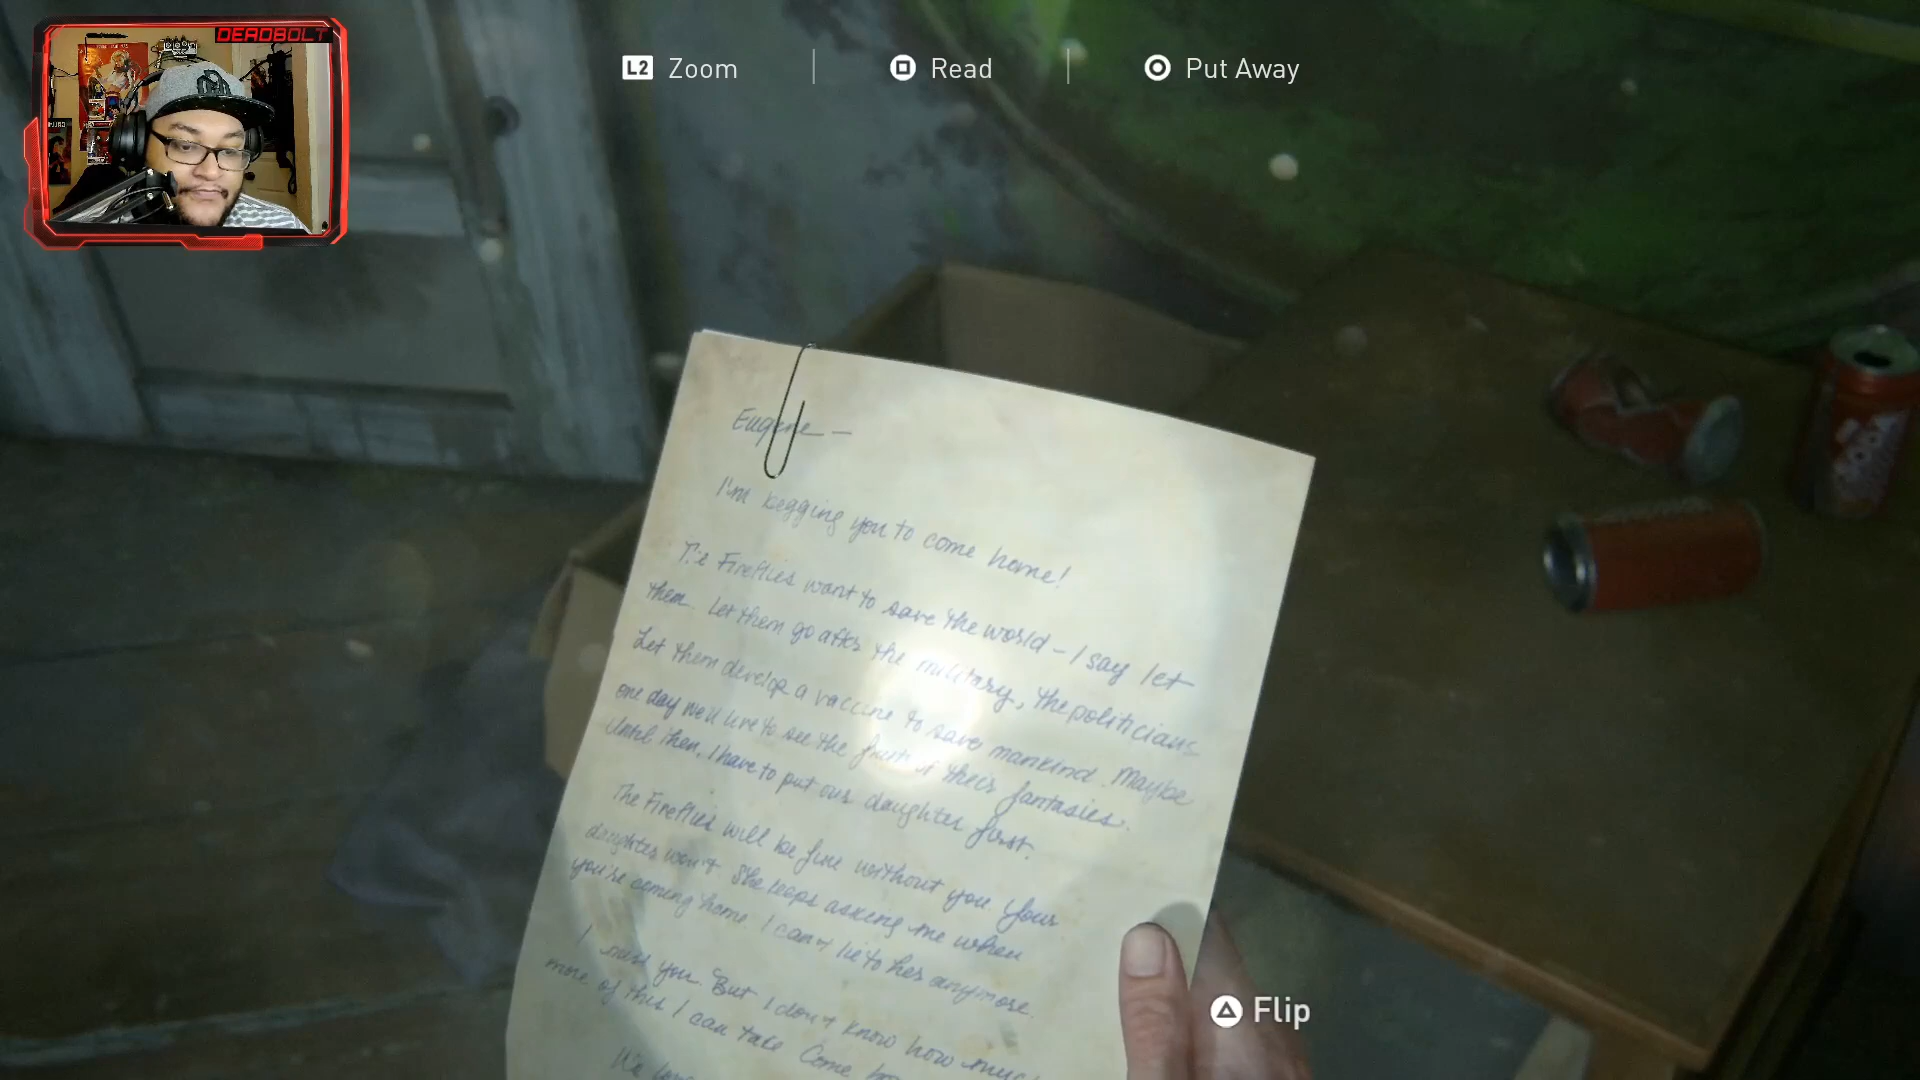 DEADBOLT
L2 Zoom
Read
Put Away
Eugene —
I'm begging you to come home!
The Fireflies want to save the world – I say let
them. Let them go after the military, the politicians.
Let them develop a vaccine to save mankind. Maybe
one day we'll live to see the fruits of their fantasies.
Until then, I have to put our daughter first.
The Fireflies will be fine without you. Your
daughter won't. She keeps asking me when
you're coming home. I can't lie to her anymore.
I miss you. But I don't know how much
more of this I can take. Come
Flip